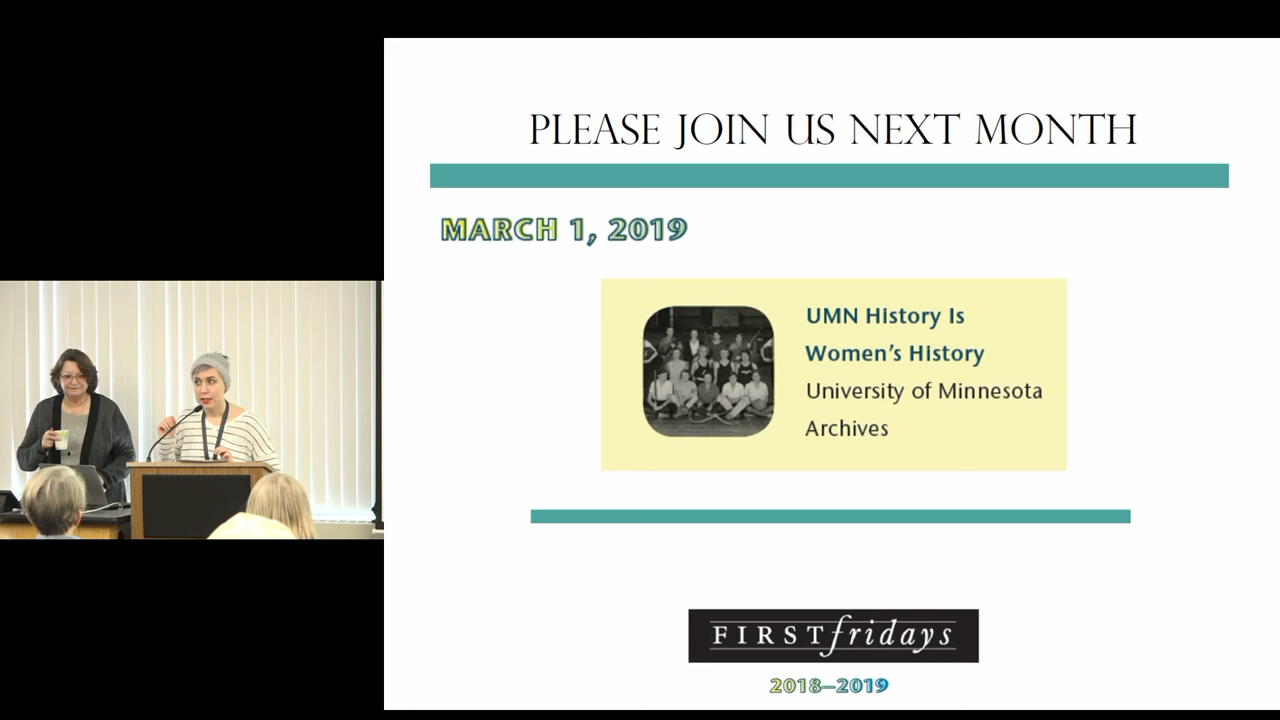 PLEASE JOIN US NEXT MONTH
MARCH 1, 2019
UMN History Is
Women's History
University of Minnesota
Archives
FIRST fridays
2018–2019